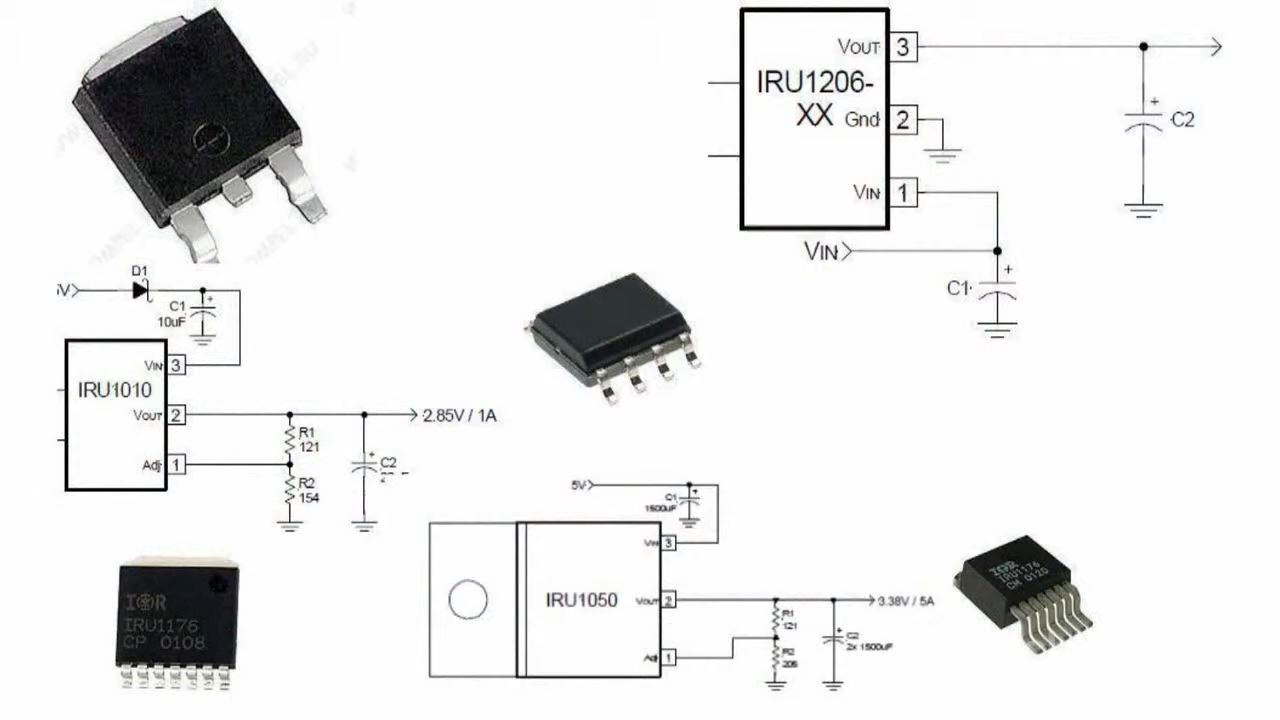 VOUT 3
IRU1206-
XX
Gnd 2
C2
VIN 1
VIN
C1
D1
C1
10uF
VIN 3
IRU1010
VOUT 2
2.85V / 1A
R1
121
Adj 1
C2
R2
154
5V
C1
1500uF
VIN 3
IRU1050
VOUT 2
3.38V / 5A
R1
121
C2
2x 1500uF
Adj 1
R2
205
IOR
IRU1176
CP 0108
IOR
IRU1176
CM 0120